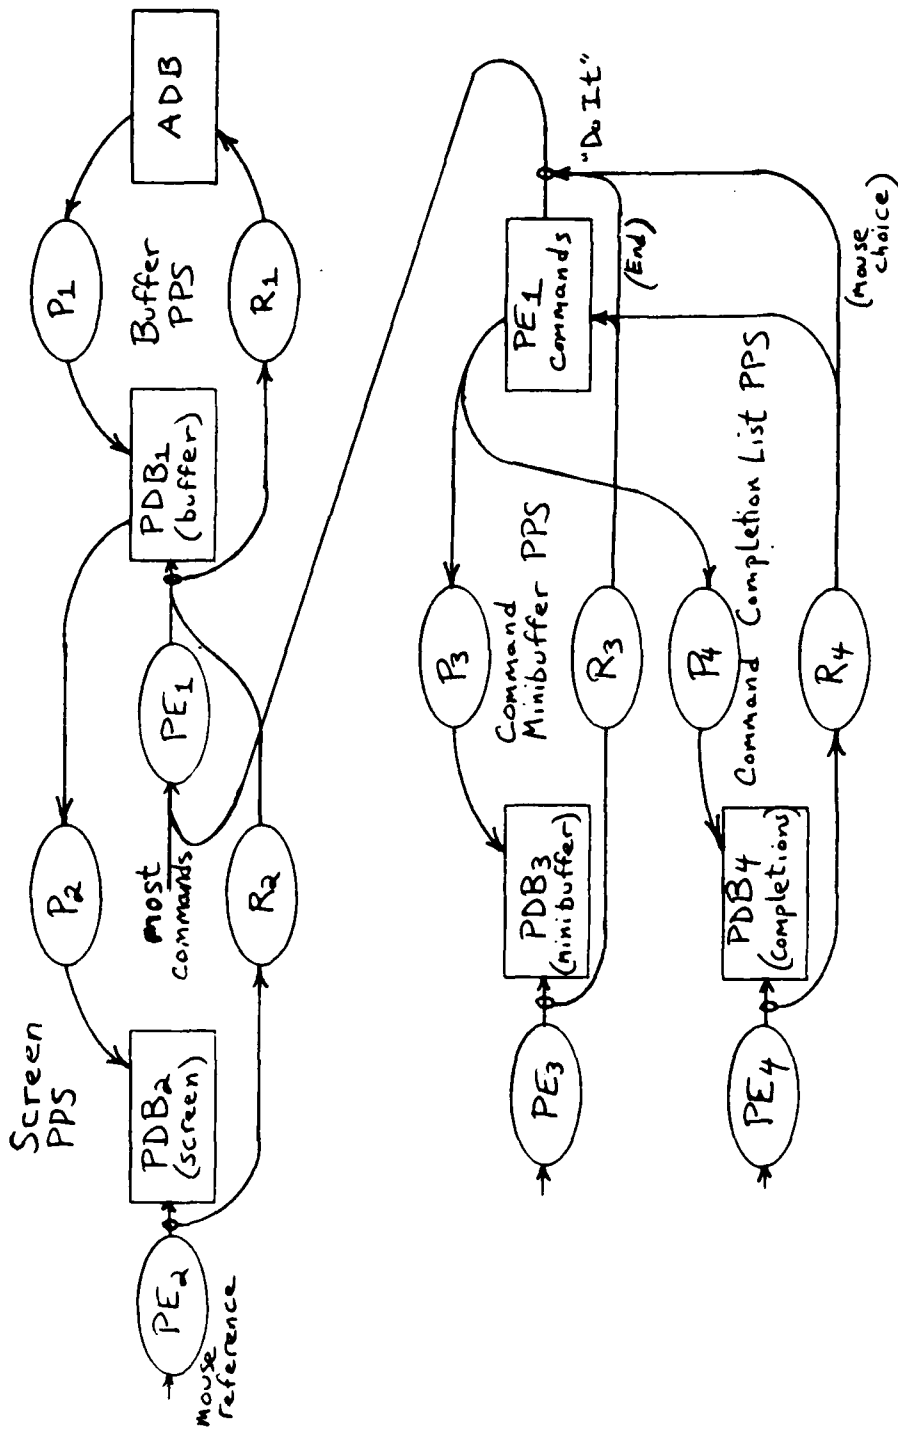 Screen
PPS
P2
P1
Buffer
PPS
ADB
PE2
mouse
reference
PDB2
(screen)
most
commands
PE1
PDB1
(buffer)
R2
R1
P3
Command
Minibuffer PPS
PE1
commands
"Do It"
PE3
PDB3
(minibuffer)
R3
(End)
P4
Command Completion List PPS
PE4
PDB4
(completions)
R4
(mouse
choice)